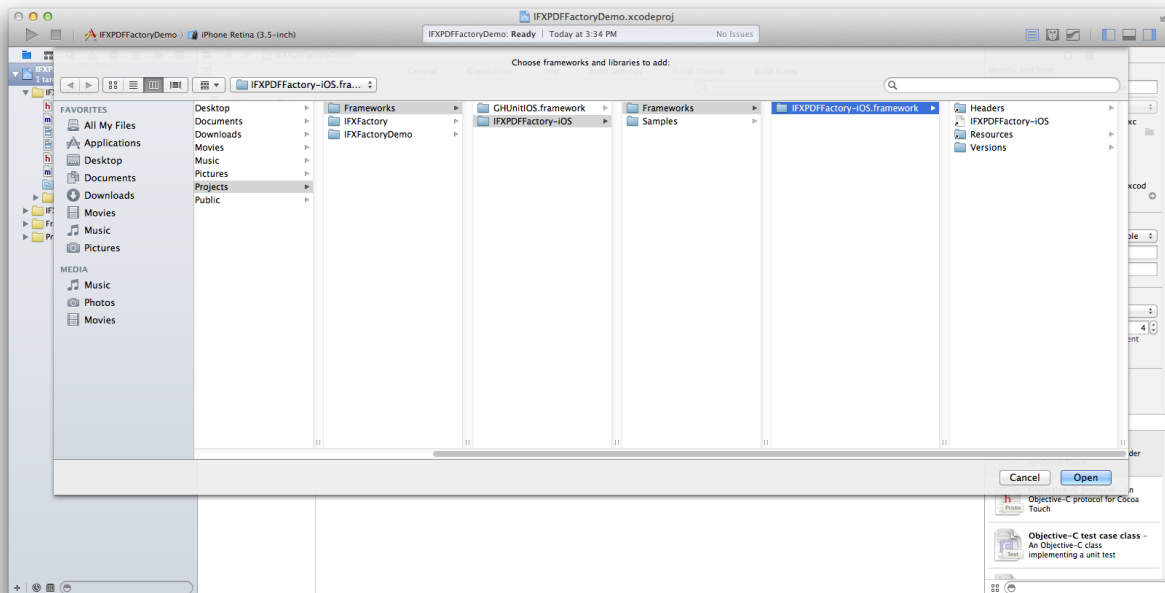 IFXPDFFactoryDemo.xcodeproj
IFXPDFFactoryDemo
iPhone Retina (3.5-inch)
IFXPDFFactoryDemo: Ready | Today at 3:34 PM
No Issues
Choose frameworks and libraries to add:
IFXPDFFactory-iOS.fra...
FAVORITES
All My Files
Applications
Desktop
Documents
Downloads
Movies
Music
Pictures
MEDIA
Music
Photos
Movies
Desktop
Documents
Downloads
Movies
Music
Pictures
Projects
Public
Frameworks
IFXFactory
IFXFactoryDemo
GHUnitIOS.framework
IFXPDFFactory-iOS
Frameworks
Samples
IFXPDFFactory-iOS.framework
Headers
IFXPDFFactory-iOS
Resources
Versions
4
Cancel
Open
Objective-C protocol for Cocoa
Touch
Proto
Objective-C test case class -
An Objective-C class
implementing a unit test
Test